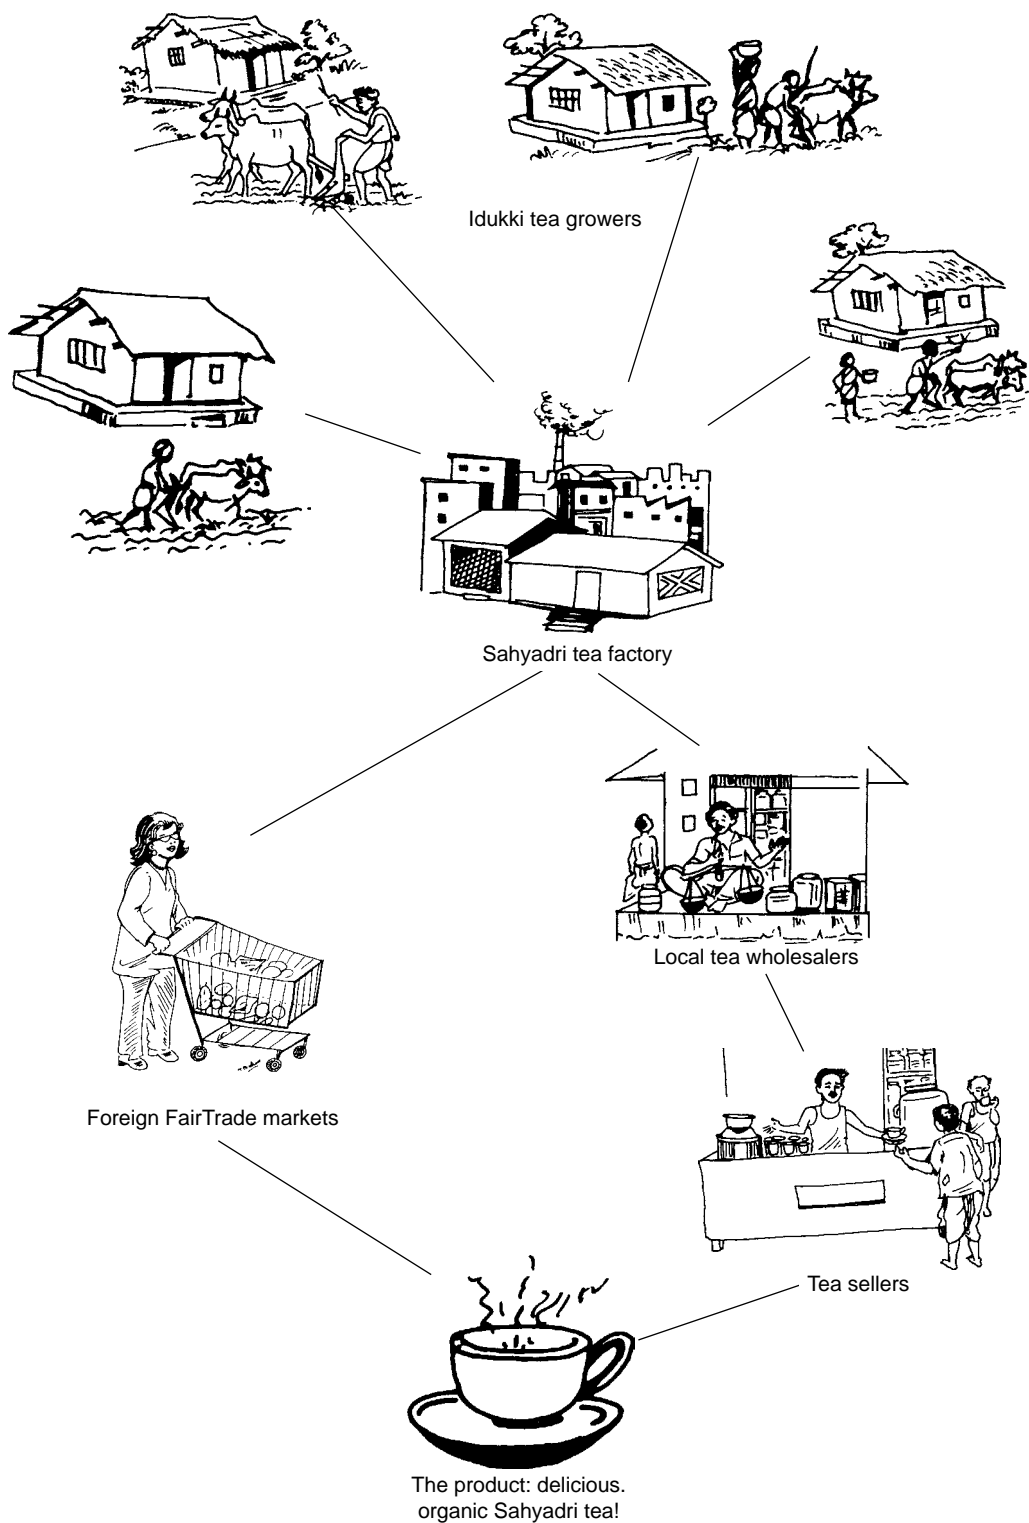 Idukki tea growers
Sahyadri tea factory
Local tea wholesalers
Foreign FairTrade markets
Tea sellers
The product: delicious.
organic Sahyadri tea!